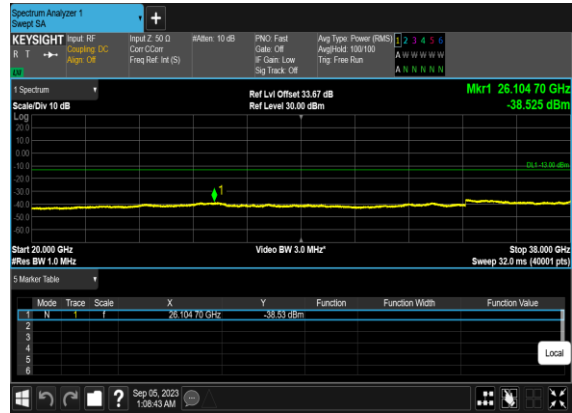 Spectrum Analyzer 1
Swept SA
KEYSIGHT
R T
LW
Input: RF
Coupling: DC
Align: Off
Input Z: 50 Ω
Corr CCorr
Freq Ref: Int (S)
#Atten: 10 dB
PNO: Fast
Gate: Off
IF Gain: Low
Sig Track: Off
Avg Type: Power (RMS)
Avg|Hold: 100/100
Trig: Free Run
1 2 3 4 5 6
A W W W W W
A N N N N N
1 Spectrum
Scale/Div 10 dB
Ref Lvl Offset 33.67 dB
Ref Level 30.00 dBm
Mkr1 26.104 70 GHz
-38.525 dBm
Log
20.0
10.0
0.00
-10.0
DL1 -13.00 dBm
-20.0
-30.0
1
-40.0
-50.0
-60.0
Start 20.000 GHz
Video BW 3.0 MHz*
Stop 38.000 GHz
#Res BW 1.0 MHz
Sweep 32.0 ms (40001 pts)
5 Marker Table
Mode Trace Scale X Y Function Function Width Function Value
1 N 1 f 26.104 70 GHz -38.53 dBm
2
3
4
5
6
Local
? Sep 05, 2023
1:08:43 AM